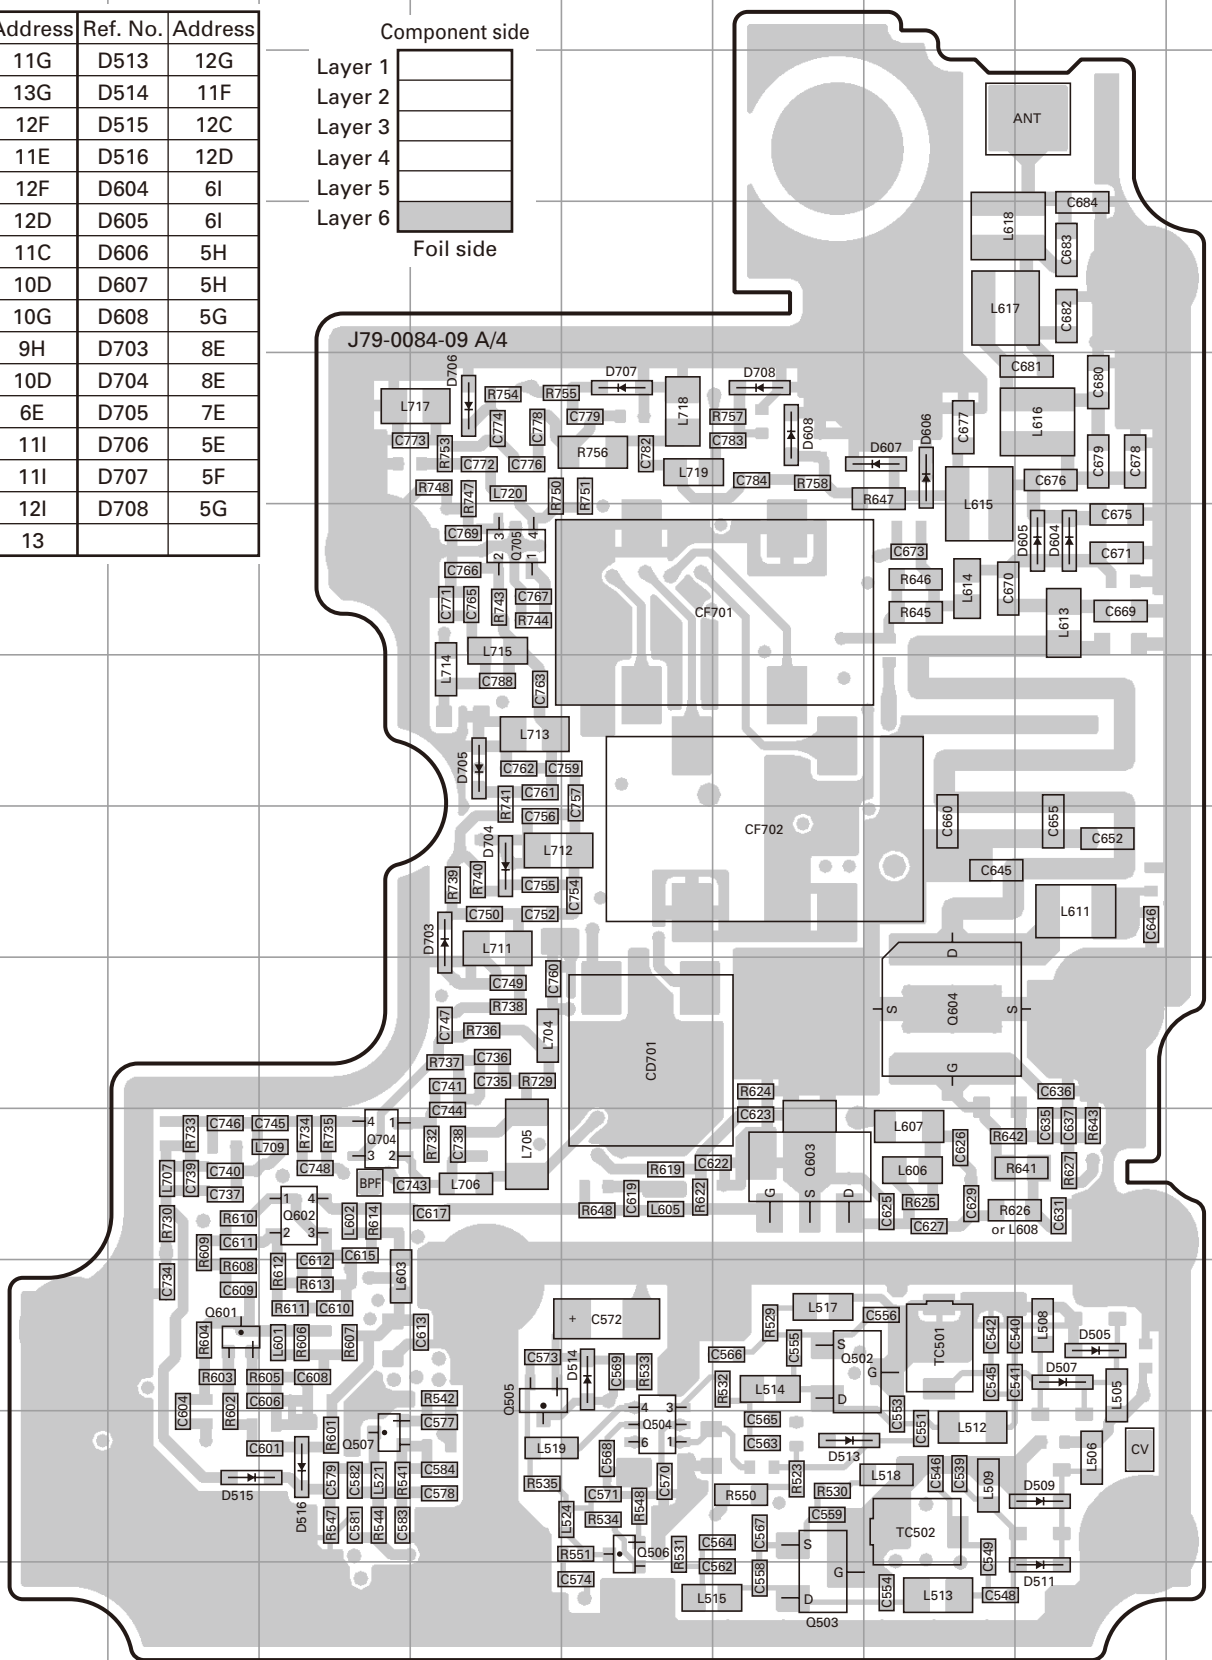 Address Ref. No. Address
11G D513 12G
13G D514 11F
12F D515 12C
11E D516 12D
12F D604 6I
12D D605 6I
11C D606 5H
10D D607 5H
10G D608 5G
9H D703 8E
10D D704 8E
6E D705 7E
11I D706 5E
11I D707 5F
12I D708 5G
13
Component side
Layer 1
Layer 2
Layer 3
Layer 4
Layer 5
Layer 6
Foil side
ANT
C684
L618
C683
L617
C682
J79-0084-09 A/4
C681
C680
D706
D707
D708
R754
R755
L717
C774
C778
C779
L718
R757
D608
D606
C677
L616
C773
R753
R756
C782
C783
D607
C679
C678
C772
C776
L719
C784
R758
C676
R748
R747
L720
R750
R751
R647
L615
C675
C769
3 4
Q705
2 1
D605
D604
C673
C671
C766
R646
L614
C670
C771
C765
R743
C767
CF701
R645
L613
C669
R744
L714
L715
C788
C763
L713
D705
C762
C759
R741
C761
C757
C756
CF702
C660
C655
C652
D704
L712
R739
R740
C755
C754
C645
L611
C646
C750
C752
D703
L711
D
C749
C760
R738
S
Q604
S
C747
R736
L704
CD701
R737
C736
G
C741
C735
R729
R624
C636
C744
C623
R733
C746
C745
R734
R735
4 1
Q704
3 2
R732
C738
L705
Q603
L607
C626
R642
C635
C637
R643
L709
L707
C739
C740
C748
BPF
C743
L706
R619
C622
L606
R641
R627
C737
G S D
R730
R610
1 4
Q602
2 3
L602
R614
C617
R648
C619
L605
R622
C625
R625
C629
R626
or L608
C631
C627
C611
R609
R608
R612
C612
C615
L603
C734
C609
R613
R611
C610
Q601
R604
L601
R606
R607
C613
+ C572
R529
L517
C556
TC501
C542
C540
L508
D505
C555
S
Q502
G
D
C573
D514
C569
R533
C566
R603
R605
C608
D507
C545
C541
L505
Q505
R532
L514
C604
R602
C606
R542
C577
4 3
Q504
6 1
C565
C553
C551
L512
C601
R601
Q507
L519
C563
D513
L506
CV
C568
D515
D516
C579
C582
L521
R541
C584
C578
R535
C571
C570
R548
R550
R523
L518
R530
C546
C539
L509
D509
R547
C581
R544
C583
L524
R534
C559
C567
TC502
S
R551
Q506
R531
C564
C549
C562
C558
G
D511
C574
C554
L515
D
L513
C548
Q503